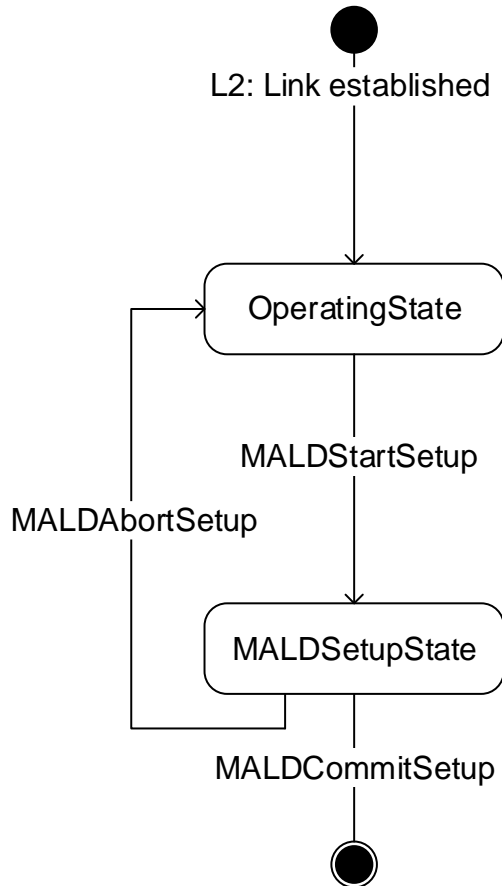 L2: Link established
OperatingState
MALDStartSetup
MALDAbortSetup
MALDSetupState
MALDCommitSetup